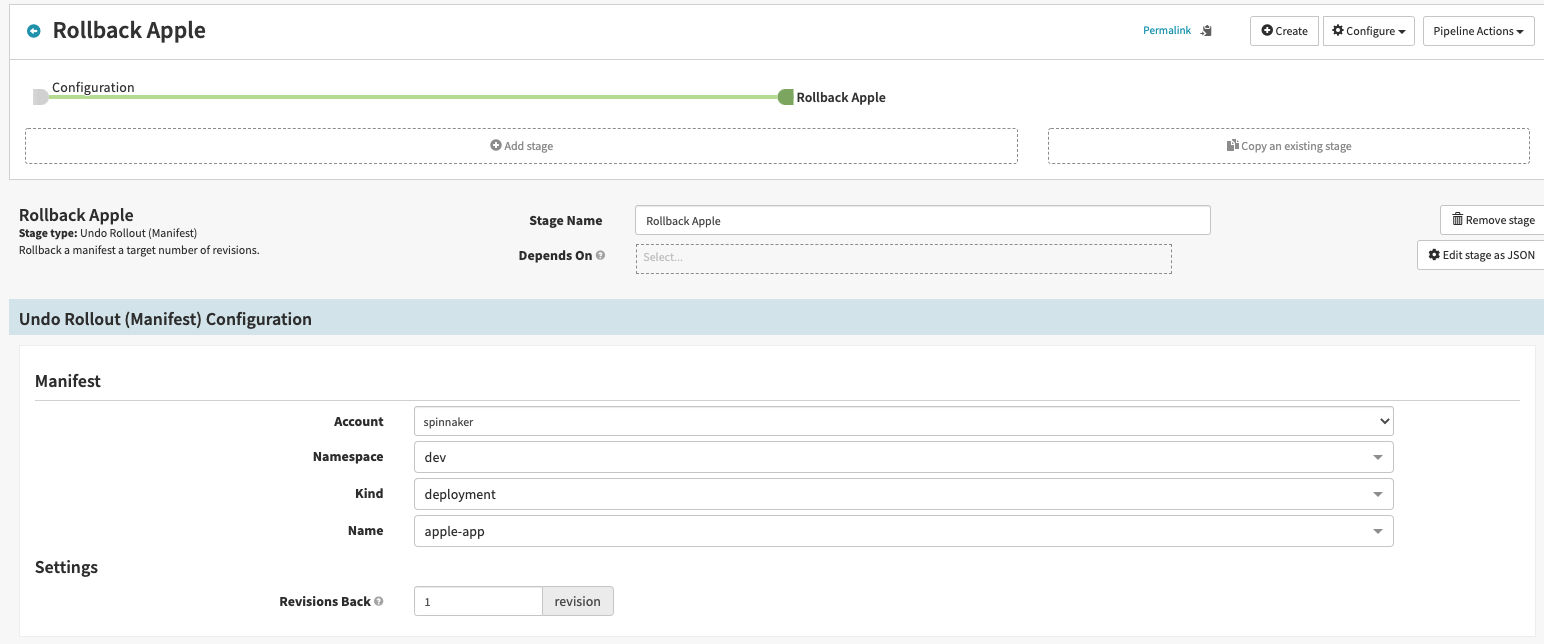 Rollback Apple
Permalink
Create
Configure
Pipeline Actions
Configuration
Rollback Apple
Add stage
Copy an existing stage
Rollback Apple
Stage type: Undo Rollout (Manifest)
Rollback a manifest a target number of revisions.
Stage Name
Rollback Apple
Depends On
Select...
Remove stage
Edit stage as JSON
Undo Rollout (Manifest) Configuration
Manifest
Account
spinnaker
Namespace
dev
Kind
deployment
Name
apple-app
Settings
Revisions Back
1
revision